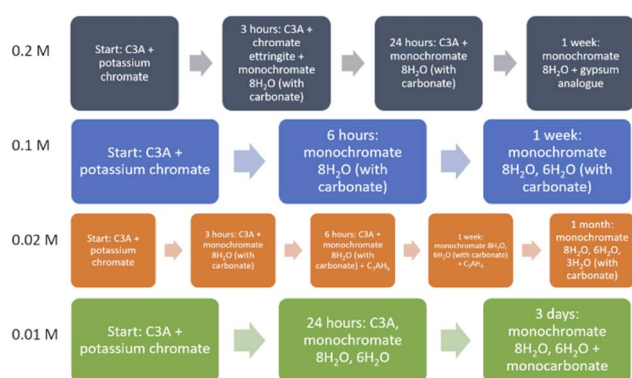 0.2 M
Start: C3A +
potassium
chromate
3 hours: C3A +
chromate
ettringite +
monochromate
8H₂O (with
carbonate)
24 hours: C3A +
monochromate
8H₂O (with
carbonate)
1 week:
monochromate
8H₂O + gypsum
analogue
0.1 M
Start: C3A +
potassium chromate
6 hours:
monochromate
8H₂O (with
carbonate)
1 week:
monochromate
8H₂O, 6H₂O (with
carbonate)
0.02 M
Start: C3A +
potassium
chromate
3 hours: C3A +
monochromate
8H₂O (with
carbonate)
6 hours: C3A +
monochromate
8H₂O (with
carbonate) + C₃AH₆
1 week:
monochromate 8H₂O,
6H₂O (with carbonate)
+ C₃AH₆
1 month:
monochromate
8H₂O, 6H₂O,
3H₂O (with
carbonate)
0.01 M
Start: C3A +
potassium chromate
24 hours: C3A,
monochromate
8H₂O, 6H₂O
3 days:
monochromate
8H₂O, 6H₂O +
monocarbonate